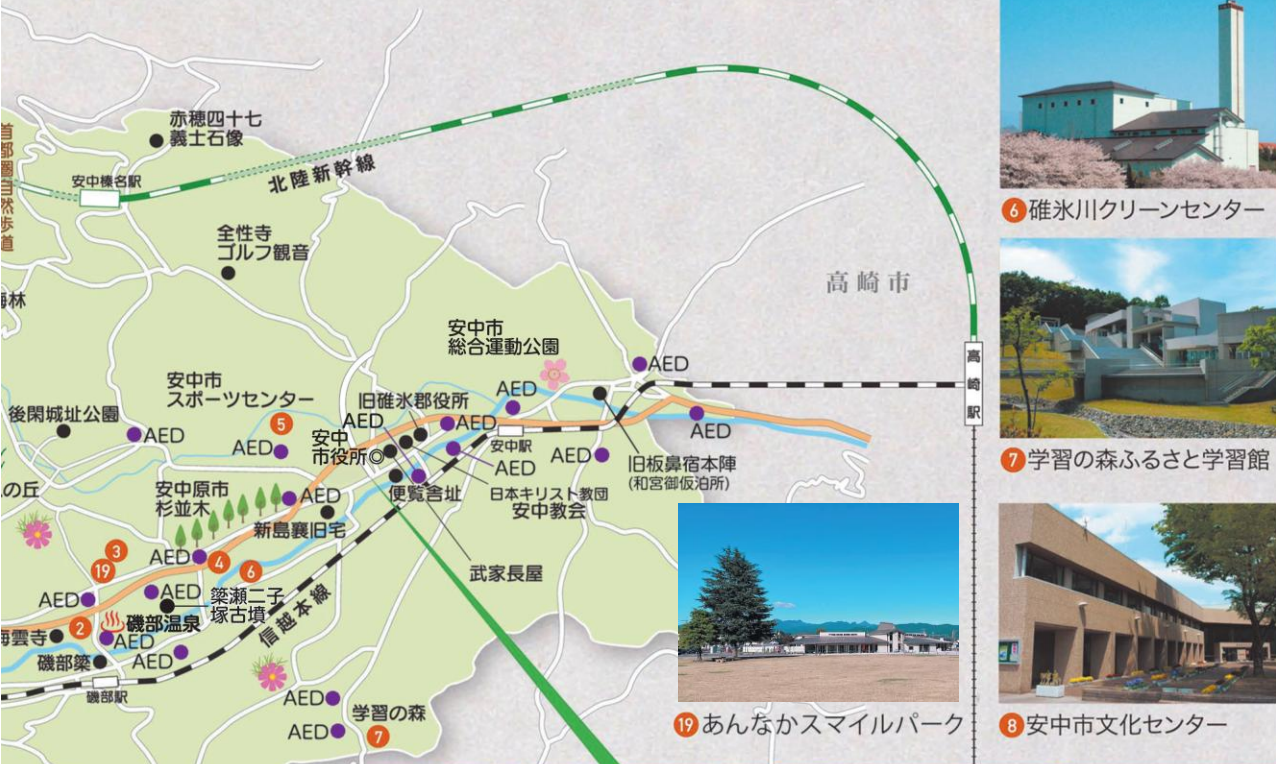 赤穂四十七
義士石像
首都圏自然歩道
安中榛名駅
北陸新幹線
全性寺
ゴルフ観音
梅林
高崎市
安中市
総合運動公園
高崎駅
AED
安中市
スポーツセンター
5
AED
旧碓氷郡役所
AED
AED
AED
後閑城址公園
AED
安中
市役所
安中駅
AED
AED
AED
旧板鼻宿本陣
(和宮御仮泊所)
の丘
安中原市
杉並木
AED
便覧舎址
日本キリスト教団
安中教会
新島襄旧宅
武家長屋
3
19
AED
4
6
AED
AED
簗瀬二子
塚古墳
海雲寺
2
磯部温泉
AED
信越本線
磯部簗
AED
磯部駅
AED
AED
学習の森
7
6 碓氷川クリーンセンター
7 学習の森ふるさと学習館
19 あんなかスマイルパーク
8 安中市文化センター